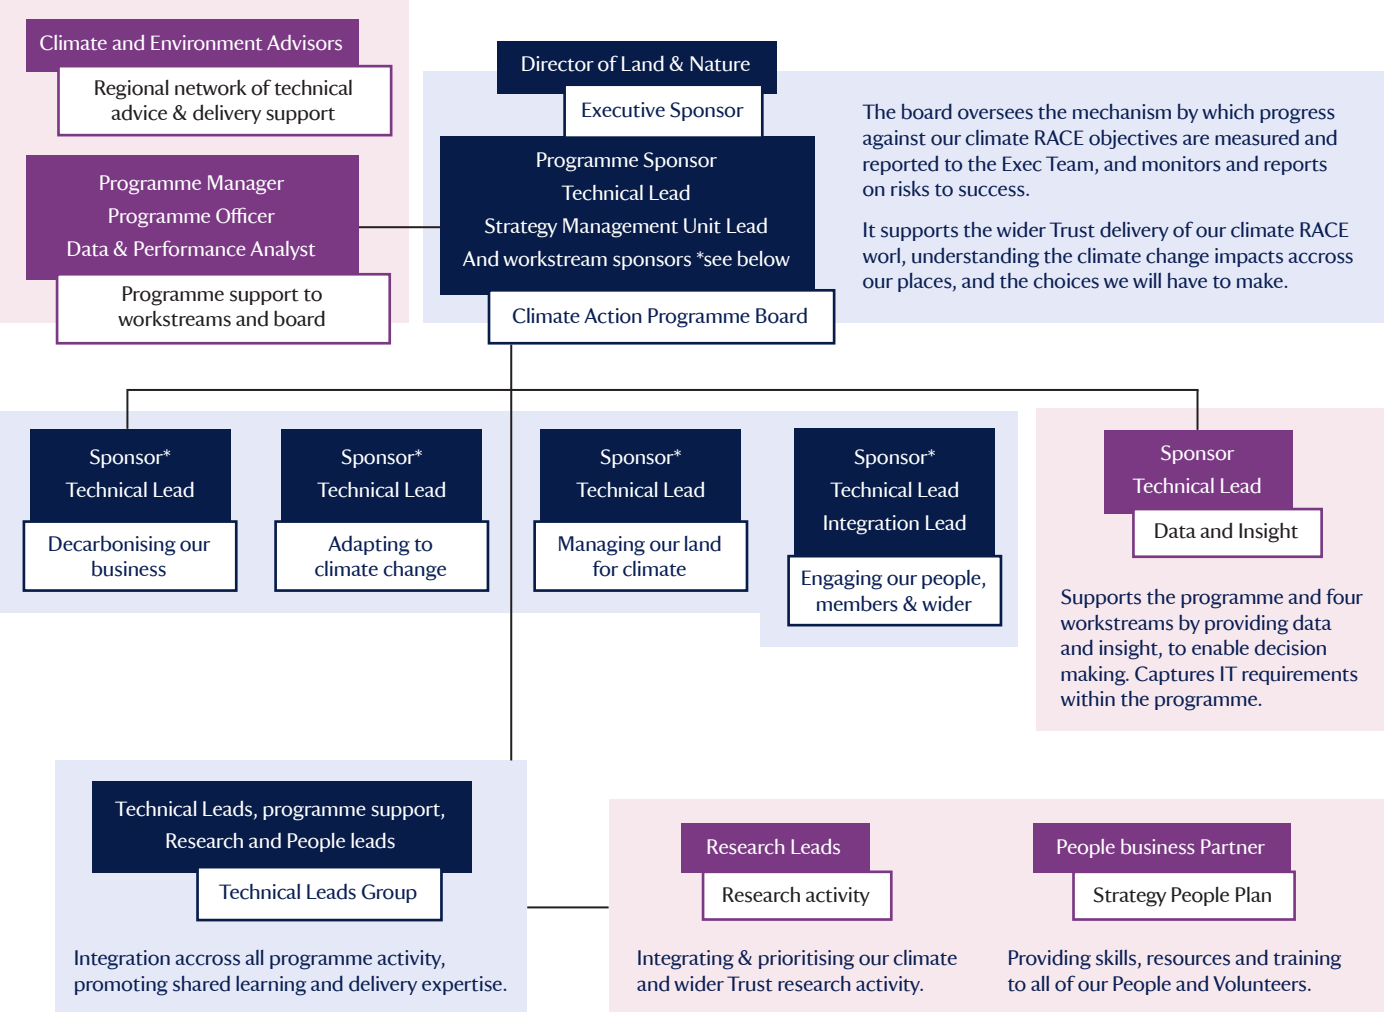 Climate and Environment Advisors
Regional network of technical
advice & delivery support
Programme Manager
Programme Officer
Data & Performance Analyst
Programme support to
workstreams and board
Director of Land & Nature
Executive Sponsor
Programme Sponsor
Technical Lead
Strategy Management Unit Lead
And workstream sponsors *see below
Climate Action Programme Board
The board oversees the mechanism by which progress
against our climate RACE objectives are measured and
reported to the Exec Team, and monitors and reports
on risks to success.
It supports the wider Trust delivery of our climate RACE
worl, understanding the climate change impacts accross
our places, and the choices we will have to make.
Sponsor*
Technical Lead
Decarbonising our
business
Sponsor*
Technical Lead
Adapting to
climate change
Sponsor*
Technical Lead
Managing our land
for climate
Sponsor*
Technical Lead
Integration Lead
Engaging our people,
members & wider
Sponsor
Technical Lead
Data and Insight
Supports the programme and four
workstreams by providing data
and insight, to enable decision
making. Captures IT requirements
within the programme.
Technical Leads, programme support,
Research and People leads
Technical Leads Group
Integration accross all programme activity,
promoting shared learning and delivery expertise.
Research Leads
Research activity
Integrating & prioritising our climate
and wider Trust research activity.
People business Partner
Strategy People Plan
Providing skills, resources and training
to all of our People and Volunteers.